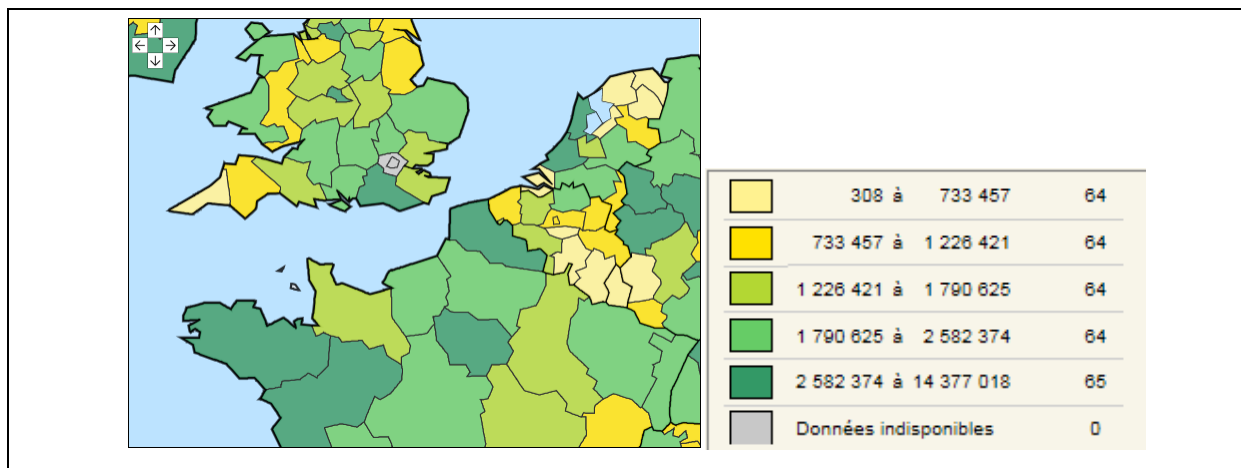 308 à 733 457 64
733 457 à 1 226 421 64
1 226 421 à 1 790 625 64
1 790 625 à 2 582 374 64
2 582 374 à 14 377 018 65
Données indisponibles 0